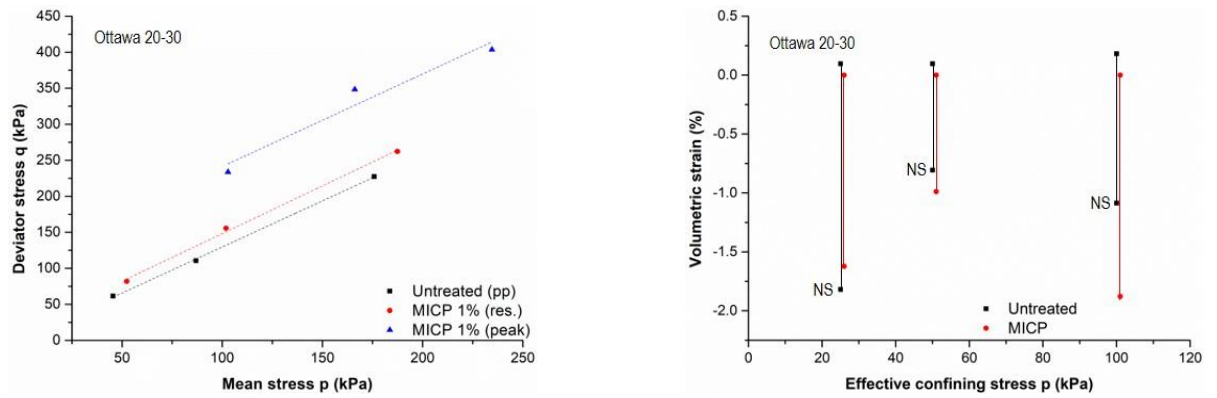 450
400
350
300
250
200
150
100
50
0
Deviator stress q (kPa)
Ottawa 20-30
Untreated (pp)
MICP 1% (res.)
MICP 1% (peak)
50 100 150 200 250
Mean stress p (kPa)
0.5
0.0
-0.5
-1.0
-1.5
-2.0
Volumetric strain (%)
Ottawa 20-30
NS
NS
NS
Untreated
MICP
0 20 40 60 80 100 120
Effective confining stress p (kPa)